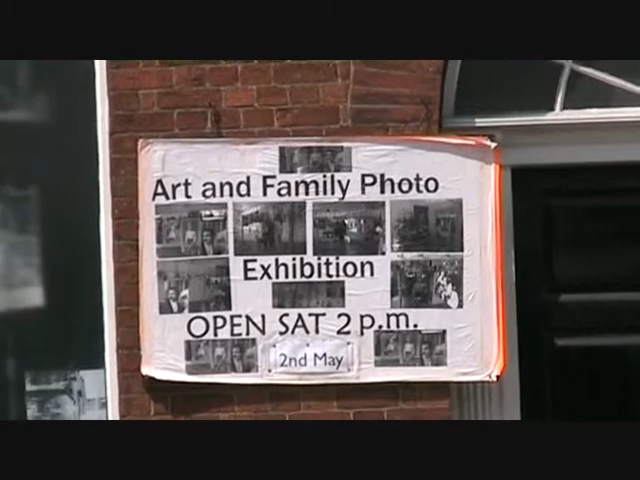 Art and Family Photo
Exhibition
OPEN SAT 2 p.m.
2nd May